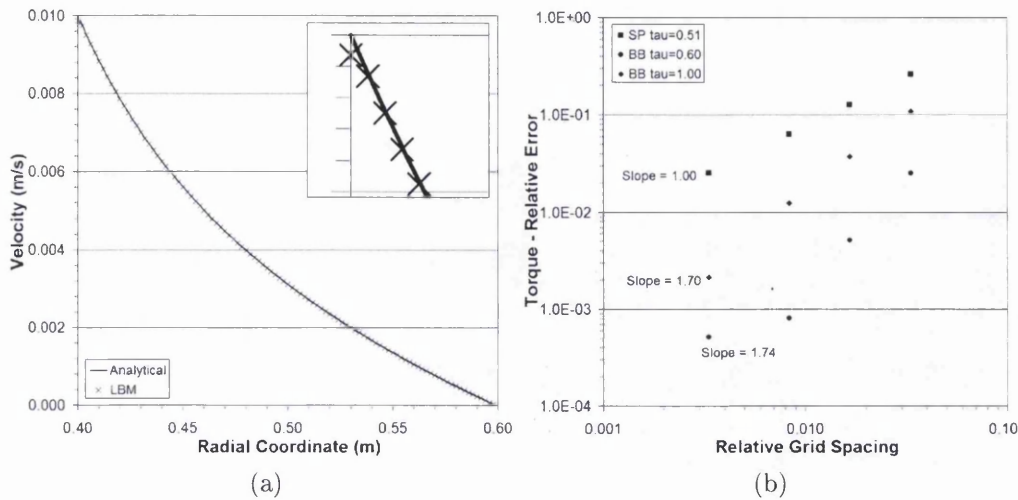 0.010
0.008
0.006
0.004
0.002
0.000
0.40
0.45
0.50
0.55
0.60
Velocity (m/s)
Radial Coordinate (m)
Analytical
LBM
(a)
1.0E+00
1.0E-01
1.0E-02
1.0E-03
1.0E-04
0.001
0.010
0.10
Torque - Relative Error
Relative Grid Spacing
SP tau=0.51
BB tau=0.60
BB tau=1.00
Slope = 1.00
Slope = 1.70
Slope = 1.74
(b)